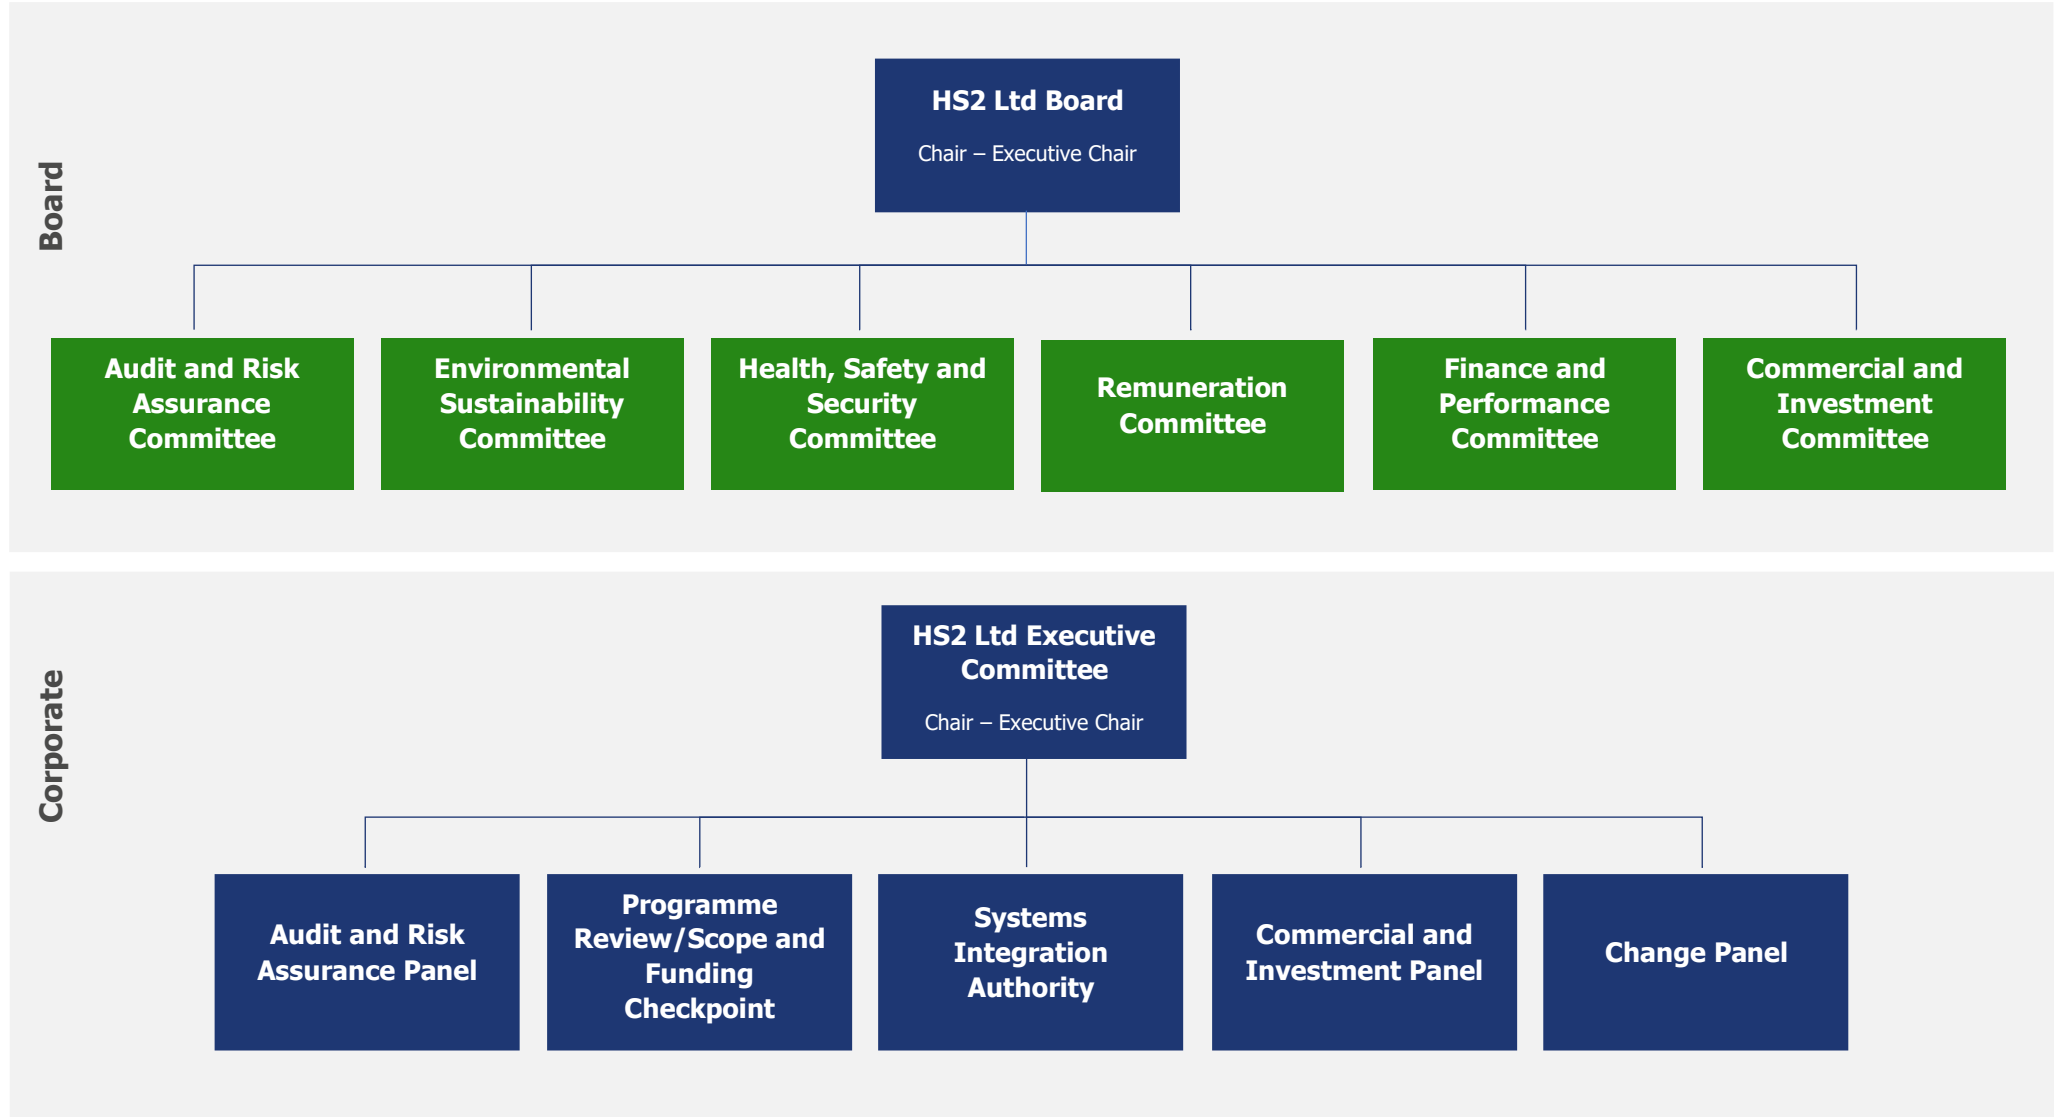 Board
HS2 Ltd Board
Chair – Executive Chair
Audit and Risk
Assurance
Committee
Environmental
Sustainability
Committee
Health, Safety and
Security
Committee
Remuneration
Committee
Finance and
Performance
Committee
Commercial and
Investment
Committee
Corporate
HS2 Ltd Executive
Committee
Chair – Executive Chair
Audit and Risk
Assurance Panel
Programme
Review/Scope and
Funding
Checkpoint
Systems
Integration
Authority
Commercial and
Investment Panel
Change Panel